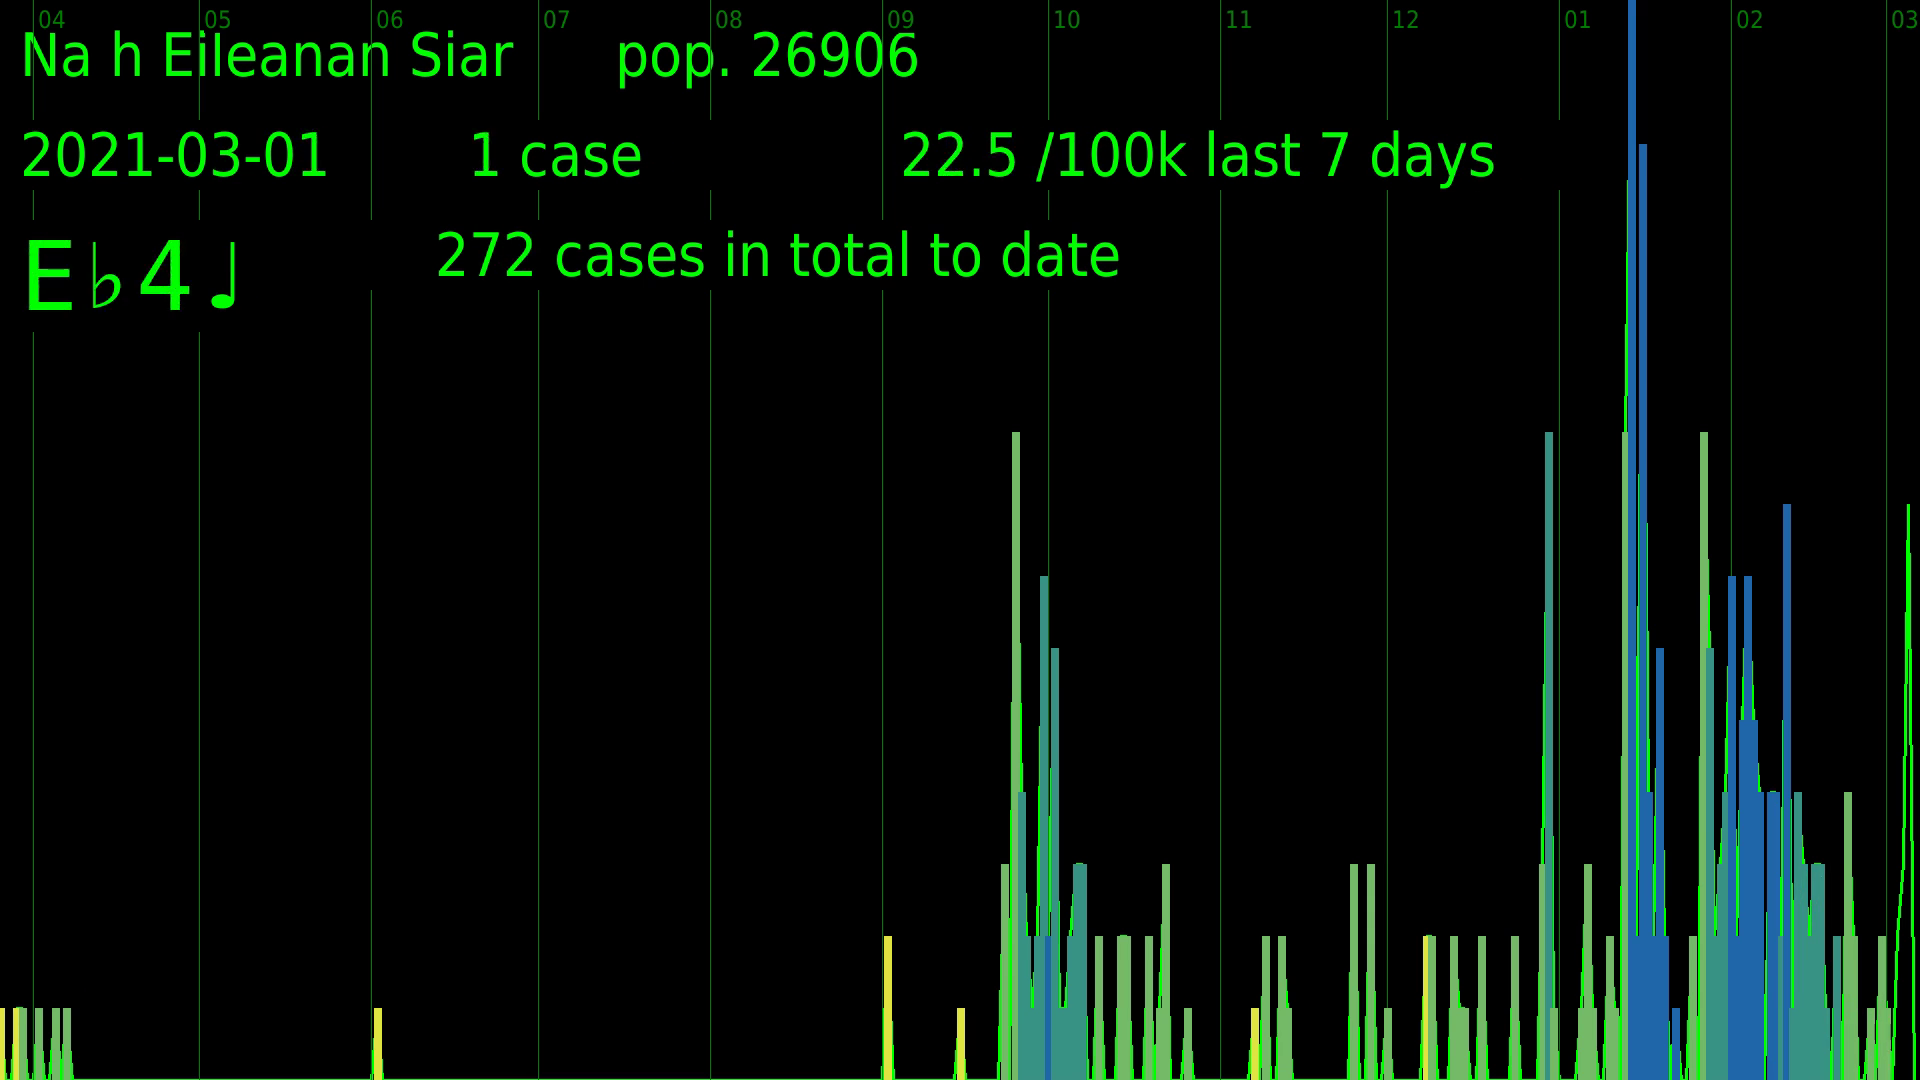 04 05 06 07 08 09 10 11 12 01 02 03
Na h Eileanan Siar pop. 26906
2021-03-01 1 case 22.5 /100k last 7 days
E♭4♩ 272 cases in total to date